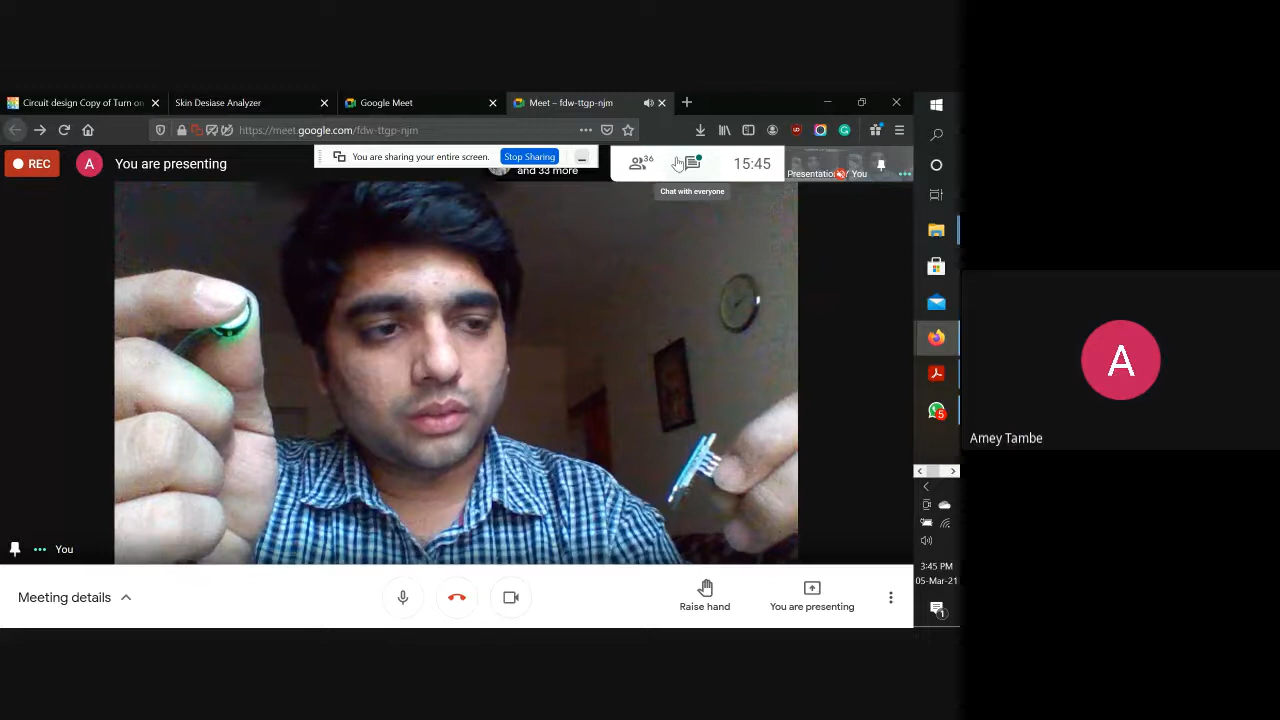 Circuit design Copy of Turn on
Skin Desiase Analyzer
Google Meet
Meet – fdw-ttgp-njm
https://meet.google.com/fdw-ttgp-njm
REC
A
You are presenting
You are sharing your entire screen.
Stop Sharing
and 33 more
36
15:45
Chat with everyone
Presentation
You
A
Amey Tambe
5
3:45 PM
05-Mar-21
1
You
Meeting details
Raise hand
You are presenting